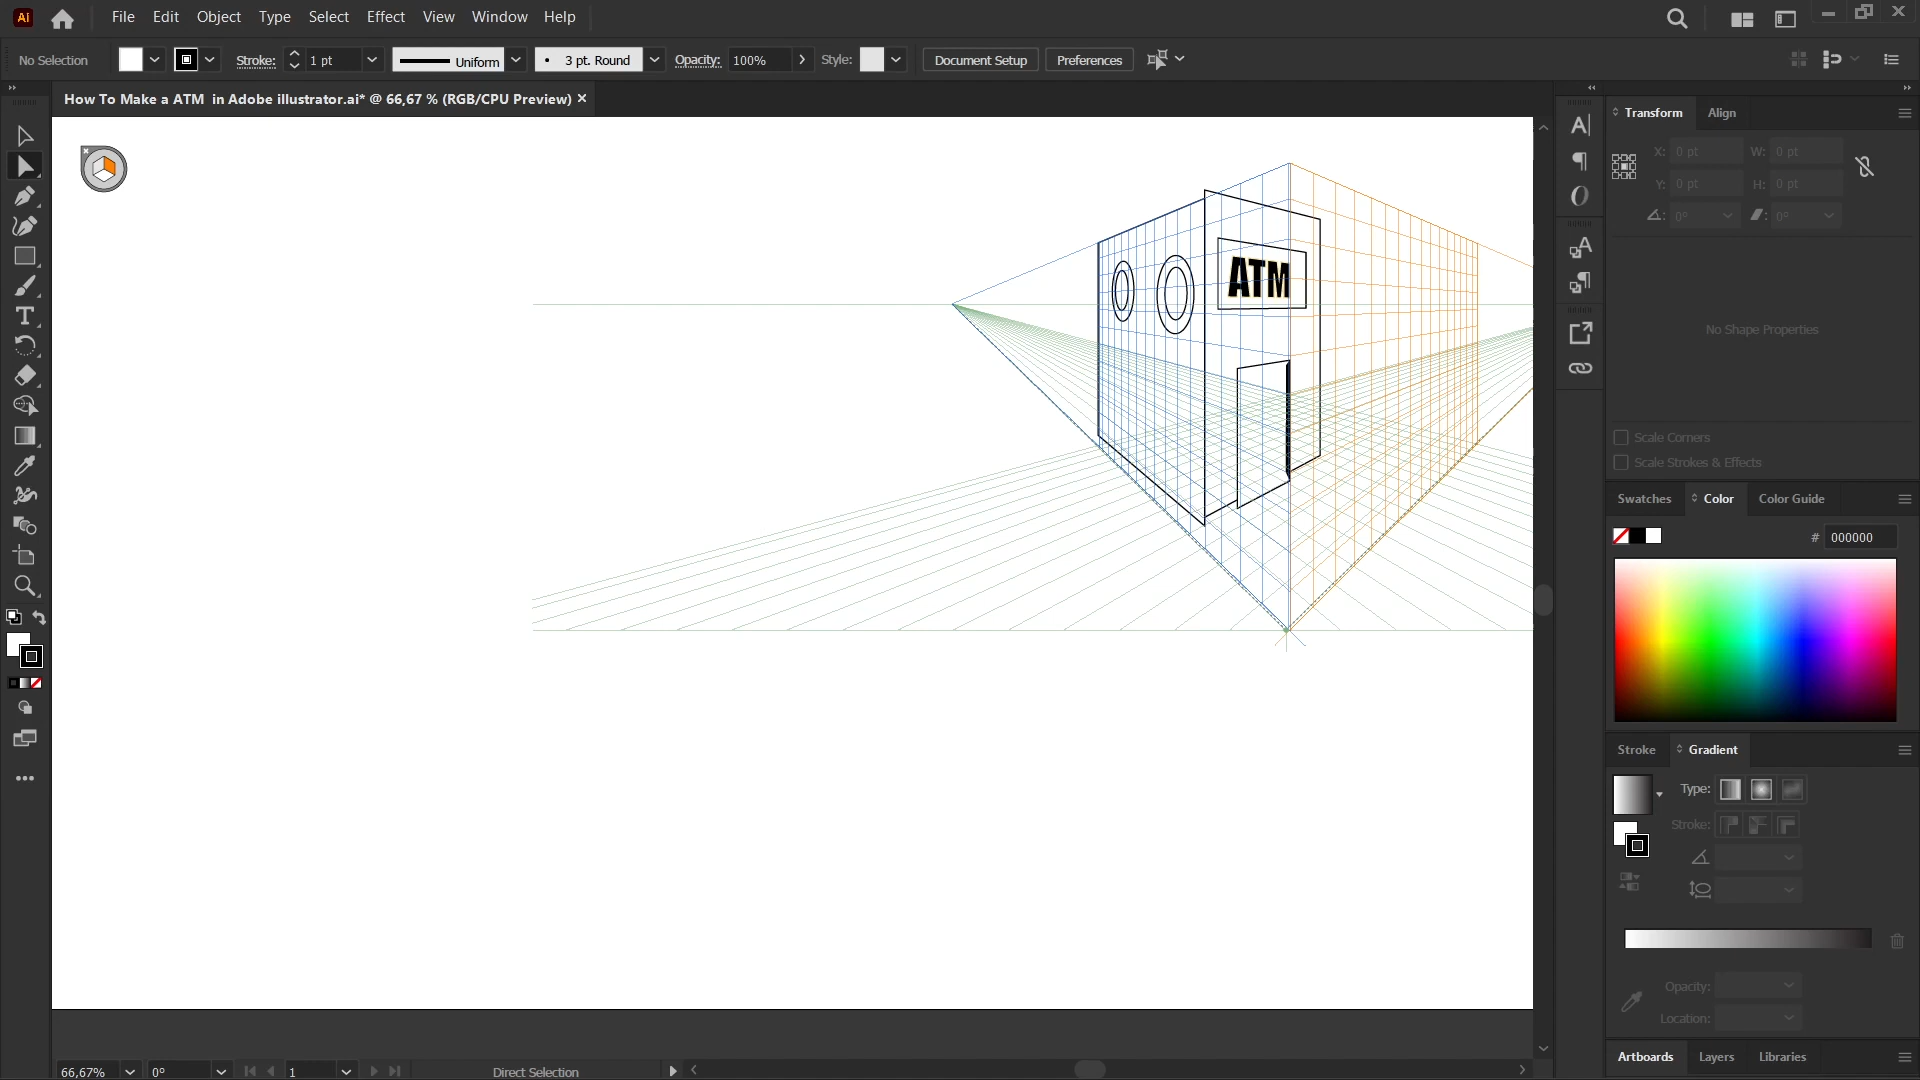 Ai File Edit Object Type Select Effect View Window Help
No Selection Stroke: 1 pt Uniform 3 pt. Round Opacity: 100% Style: Document Setup Preferences
How To Make a ATM in Adobe illustrator.ai* @ 66,67 % (RGB/CPU Preview)
Transform Align
X: 0 pt W: 0 pt
Y: 0 pt H: 0 pt
0° 0°
ATM
No Shape Properties
Scale Corners
Scale Strokes & Effects
Swatches Color Color Guide
# 000000
Stroke Gradient
Type:
Stroke:
Opacity:
Location:
Artboards Layers Libraries
66,67% 0° 1 Direct Selection